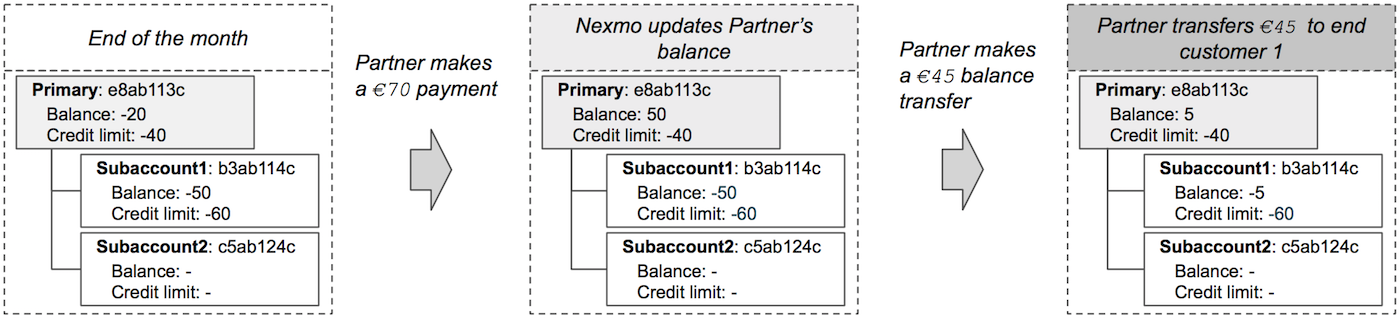 End of the month
Primary: e8ab113c
Balance: -20
Credit limit: -40
Subaccount1: b3ab114c
Balance: -50
Credit limit: -60
Subaccount2: c5ab124c
Balance: -
Credit limit: -
Partner makes
a €70 payment
Nexmo updates Partner's
balance
Primary: e8ab113c
Balance: 50
Credit limit: -40
Subaccount1: b3ab114c
Balance: -50
Credit limit: -60
Subaccount2: c5ab124c
Balance: -
Credit limit: -
Partner makes
a €45 balance
transfer
Partner transfers €45 to end
customer 1
Primary: e8ab113c
Balance: 5
Credit limit: -40
Subaccount1: b3ab114c
Balance: -5
Credit limit: -60
Subaccount2: c5ab124c
Balance: -
Credit limit: -